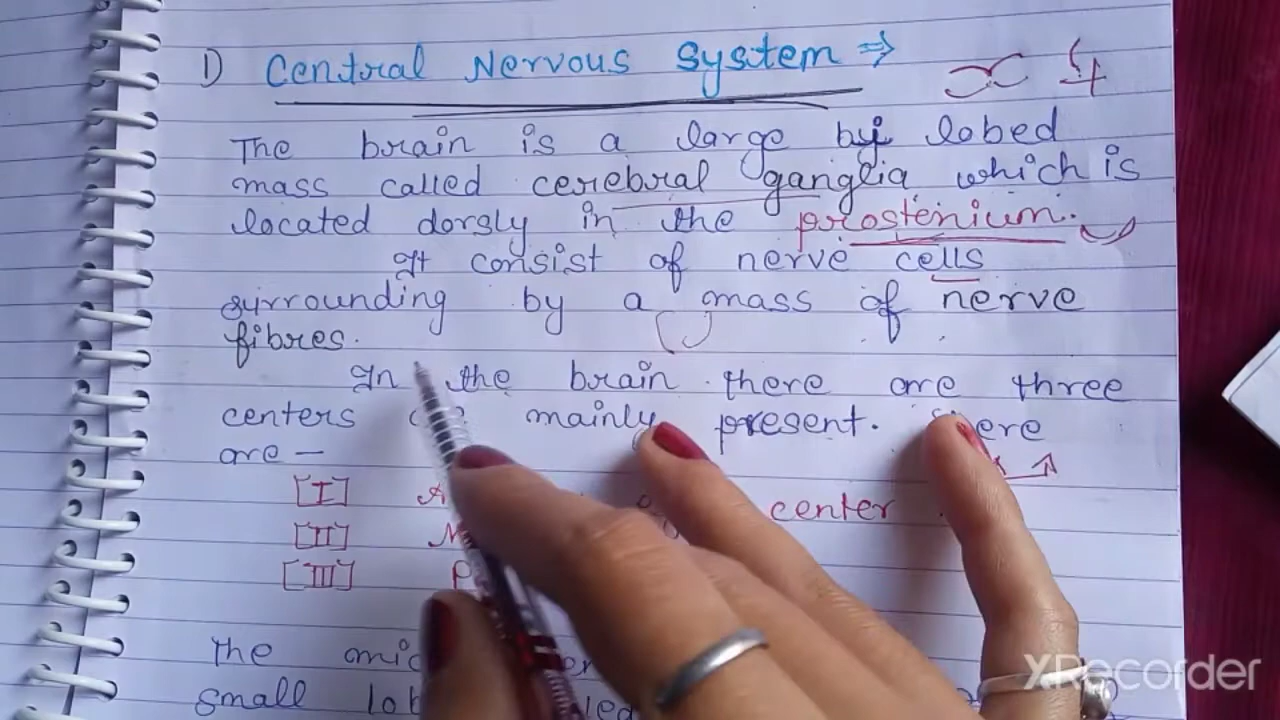 1) Central Nervous System ⇒
The brain is a large by lobed
mass called cerebral ganglia which is
located dorsly in the prostenium.
It consist of nerve cells
surrounding by a mass of nerve
fibres.
In the brain there are three
centers mainly present.
are —
[I] center
[II]
[III]
The
small
XRecorder